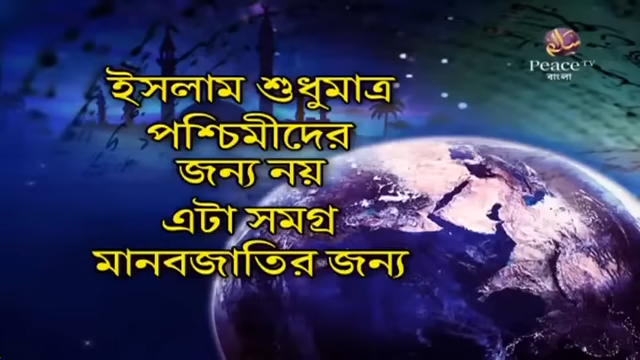 ইসলাম শুধুমাত্র
পশ্চিমীদের
জন্য নয়
এটা সমগ্র
মানবজাতির জন্য
Peace TV
বাংলা